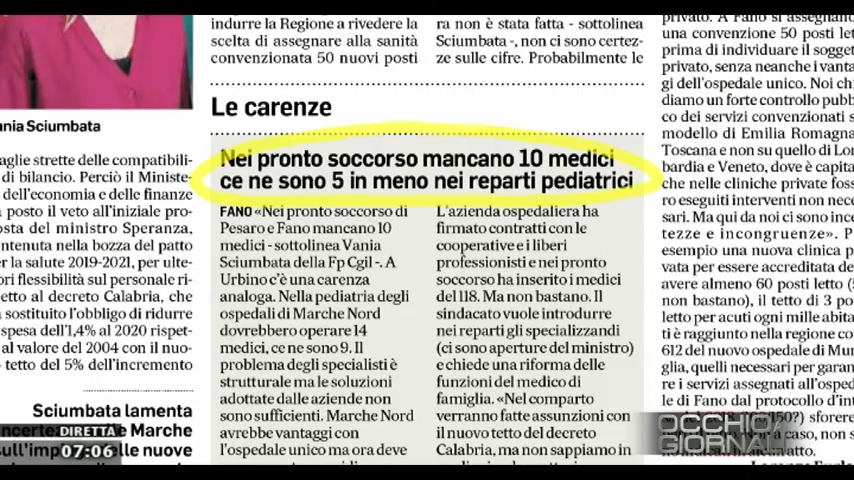 indurre la Regione a rivedere la
scelta di assegnare alla sanità
convenzionata 50 nuovi posti
ra non è stata fatta - sottolinea
Sciumbata -, non ci sono certez-
ze sulle cifre. Probabilmente le
ania Sciumbata
aglie strette delle compatibili-
di bilancio. Perciò il Ministe-
dell'economia e delle finanze
posto il veto all'iniziale pro-
osta del ministro Speranza,
ntenuta nella bozza del patto
r la salute 2019-2021, per ulte-
ri flessibilità sul personale ri-
etto al decreto Calabria, che
sostituito l'obbligo di ridurre
spesa dell'1,4% al 2020 rispet-
al valore del 2004 con il nuo-
tetto del 5% dell'incremento
Sciumbata lamenta
Marche
elle nuove
Le carenze
Nei pronto soccorso mancano 10 medici
ce ne sono 5 in meno nei reparti pediatrici
FANO «Nei pronto soccorso di
Pesaro e Fano mancano 10
medici - sottolinea Vania
Sciumbata della Fp Cgil -. A
Urbino c'è una carenza
analoga. Nella pediatria degli
ospedali di Marche Nord
dovrebbero operare 14
medici, ce ne sono 9. Il
problema degli specialisti è
strutturale ma le soluzioni
adottate dalle aziende non
sono sufficienti. Marche Nord
avrebbe vantaggi con
l'ospedale unico ma ora deve
L'azienda ospedaliera ha
firmato contratti con le
cooperative e i liberi
professionisti e nei pronto
soccorso ha inserito i medici
del 118. Ma non bastano. Il
sindacato vuole introdurre
nei reparti gli specializzandi
(ci sono aperture del ministro)
e chiede una riforma delle
funzioni del medico di
famiglia. «Nel comparto
verranno fatte assunzioni con
il nuovo tetto del decreto
Calabria, ma non sappiamo in
privato. A Fano si assegnano
una convenzione 50 posti lett
prima di individuare il sogget
privato, senza neanche i vanta
gi dell'ospedale unico. Noi chi
diamo un forte controllo pubb
co dei servizi convenzionati s
modello di Emilia Romagna
Toscana e non su quello di Lom
bardia e Veneto, dove è capita
che nelle cliniche private foss
ro eseguiti interventi non nece
sari. Ma qui da noi ci sono ince
tezze e incongruenze». P
esempio una nuova clinica p
vata per essere accreditata de
avere almeno 60 posti letto (5
non bastano), il tetto di 3 po
letto per acuti ogni mille abita
ti è raggiunto nella regione co
612 del nuovo ospedale di Mur
glia, quelli necessari per garan
re i servizi assegnati all'osped
le di Fano dal protocollo d'int
sforere
a caso, non s
DIRETTA
07:06
OCCHIO
GIORNA